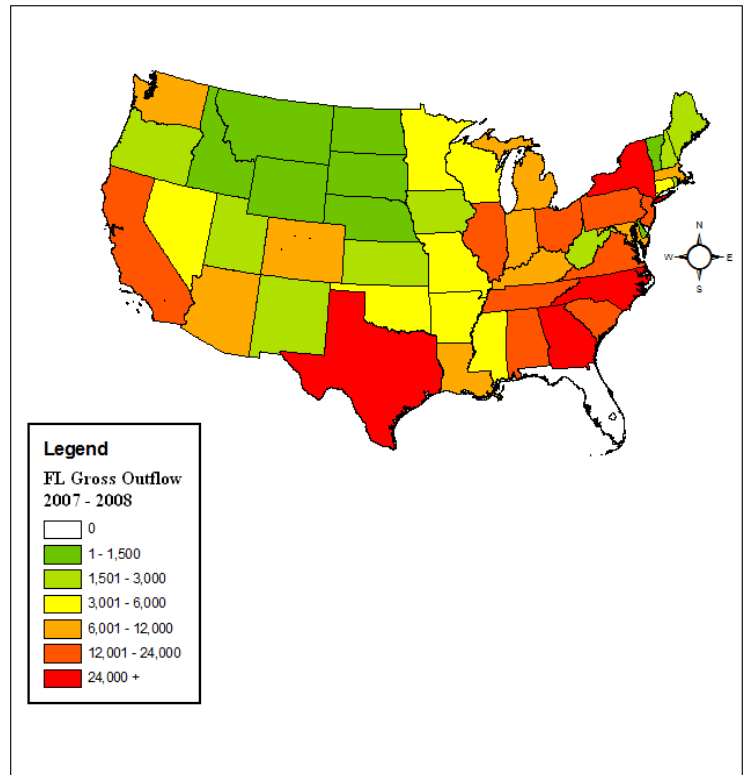 N
W E
S
Legend
FL Gross Outflow
2007 - 2008
0
1 - 1,500
1,501 - 3,000
3,001 - 6,000
6,001 - 12,000
12,001 - 24,000
24,000 +